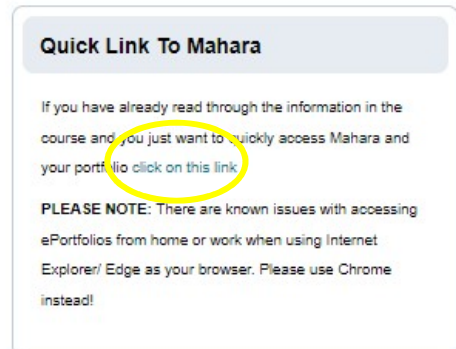 Quick Link To Mahara
If you have already read through the information in the
course and you just want to quickly access Mahara and
your portfolio click on this link
PLEASE NOTE: There are known issues with accessing
ePortfolios from home or work when using Internet
Explorer/ Edge as your browser. Please use Chrome
instead!